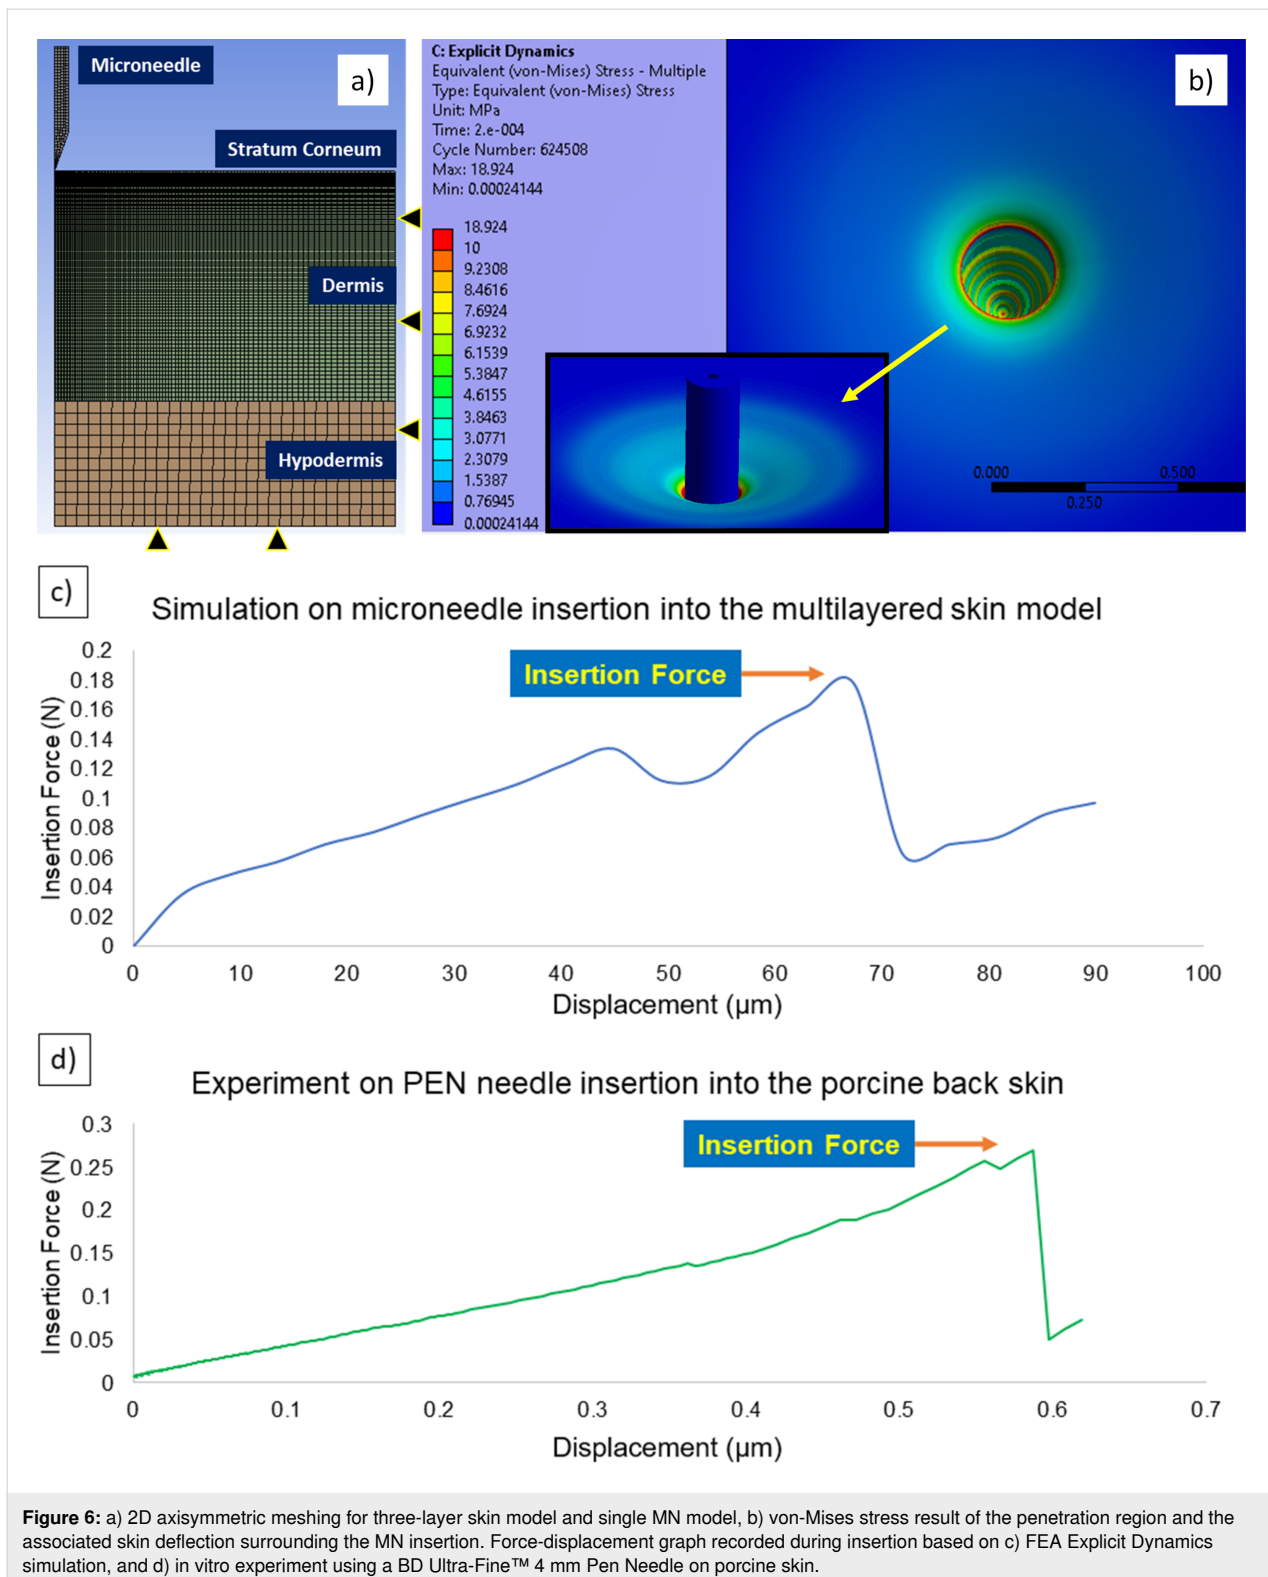 Microneedle
a)
Stratum Corneum
Dermis
Hypodermis
C: Explicit Dynamics
Equivalent (von-Mises) Stress - Multiple
Type: Equivalent (von-Mises) Stress
Unit: MPa
Time: 2.e-004
Cycle Number: 624508
Max: 18.924
Min: 0.00024144
18.924
10
9.2308
8.4616
7.6924
6.9232
6.1539
5.3847
4.6155
3.8463
3.0771
2.3079
1.5387
0.76945
0.00024144
b)
0.000
0.500
0.250
c)
Simulation on microneedle insertion into the multilayered skin model
Insertion Force
Insertion Force (N)
0.2
0.18
0.16
0.14
0.12
0.1
0.08
0.06
0.04
0.02
0
0 10 20 30 40 50 60 70 80 90 100
Displacement (µm)
d)
Experiment on PEN needle insertion into the porcine back skin
Insertion Force
Insertion Force (N)
0.3
0.25
0.2
0.15
0.1
0.05
0
0 0.1 0.2 0.3 0.4 0.5 0.6 0.7
Displacement (µm)
Figure 6: a) 2D axisymmetric meshing for three-layer skin model and single MN model, b) von-Mises stress result of the penetration region and the
associated skin deflection surrounding the MN insertion. Force-displacement graph recorded during insertion based on c) FEA Explicit Dynamics
simulation, and d) in vitro experiment using a BD Ultra-Fine™ 4 mm Pen Needle on porcine skin.